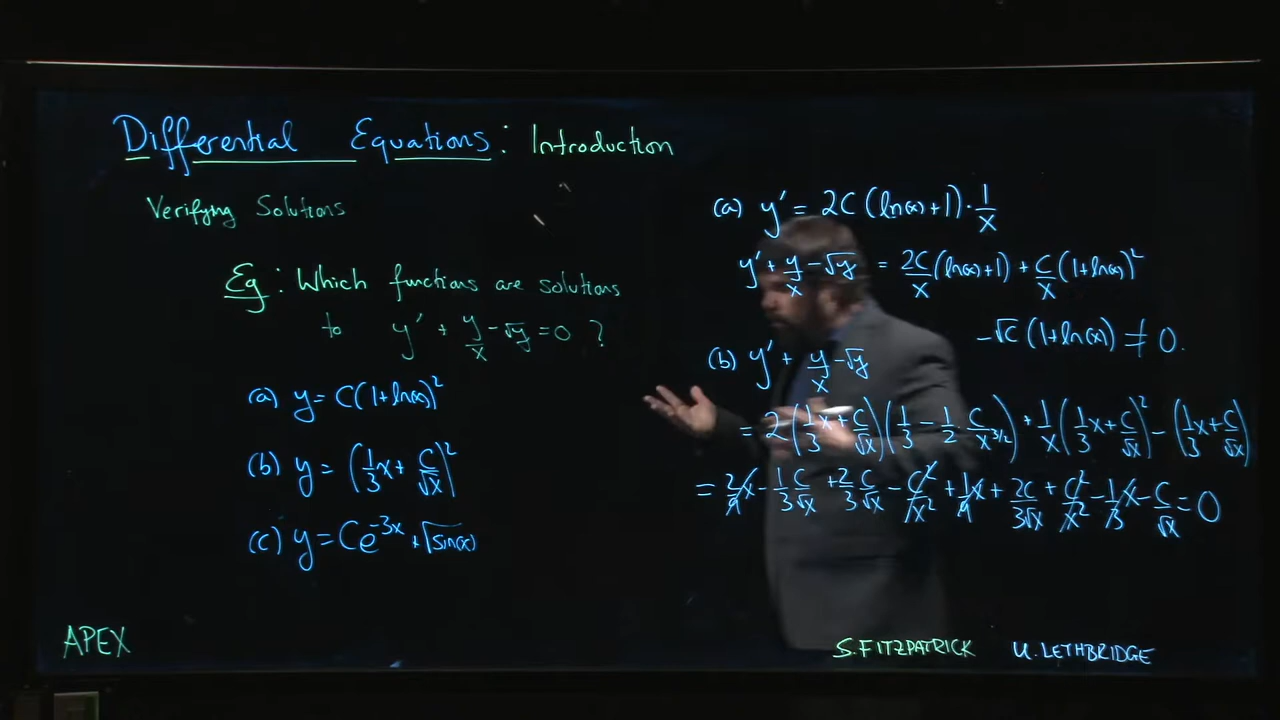 Differential Equations: Introduction
Verifying Solutions
Eg: Which functions are solutions
to y' + y/x - √y = 0 ?
(a) y = C(1+ln(x))²
(b) y = (1/3 x + C/√x)²
(c) y = Ce^(-3x) + √sin(x)
APEX
(a) y' = 2C (ln(x)+1)·1/x
y' + y/x - √y = 2C/x (ln(x)+1) + C/x (1+ln(x))²
-√C (1+ln(x)) ≠ 0.
(b) y' + y/x - √y
= 2(1/3 x + C/√x)(1/3 - 1/2 C/x^(3/2)) + 1/x (1/3 x + C/√x)² - (1/3 x + C/√x)
= 2/9 x - 1/3 C/√x + 2/3 C/√x - C²/x² + 1/9 x + 2C/3√x + C²/x² - 1/3 x - C/√x = 0
S. FITZPATRICK U. LETHBRIDGE